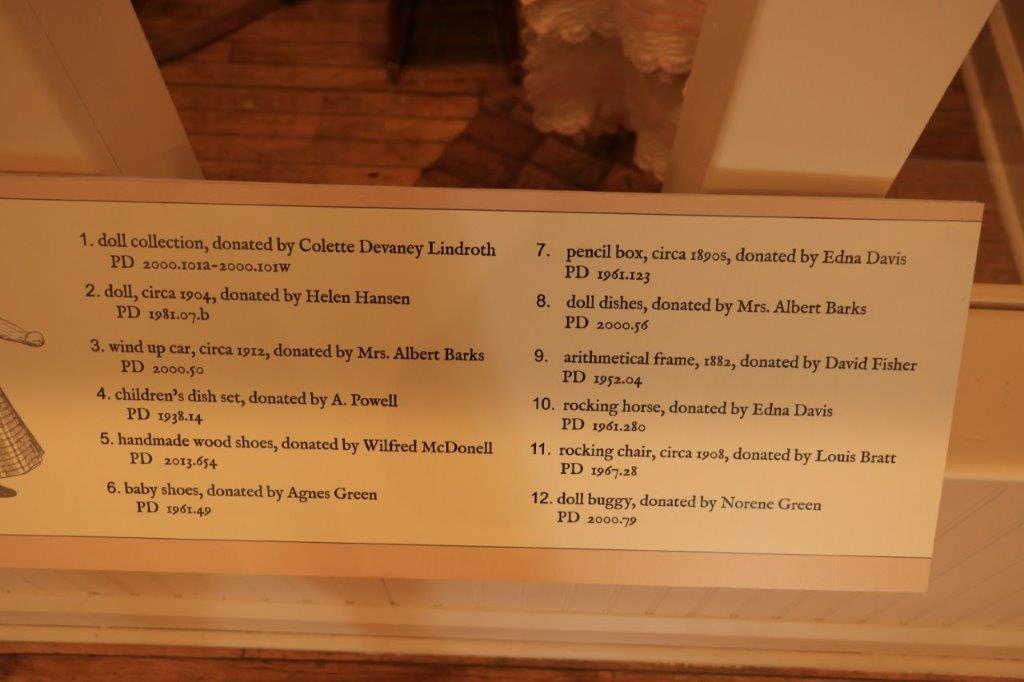 1. doll collection, donated by Colette Devaney Lindroth
PD 2000.101a-2000.101w
2. doll, circa 1904, donated by Helen Hansen
PD 1981.07.b
3. wind up car, circa 1912, donated by Mrs. Albert Barks
PD 2000.50
4. children's dish set, donated by A. Powell
PD 1938.14
5. handmade wood shoes, donated by Wilfred McDonell
PD 2013.654
6. baby shoes, donated by Agnes Green
PD 1961.49
7. pencil box, circa 1890s, donated by Edna Davis
PD 1961.123
8. doll dishes, donated by Mrs. Albert Barks
PD 2000.56
9. arithmetical frame, 1882, donated by David Fisher
PD 1952.04
10. rocking horse, donated by Edna Davis
PD 1961.280
11. rocking chair, circa 1908, donated by Louis Bratt
PD 1967.28
12. doll buggy, donated by Norene Green
PD 2000.79